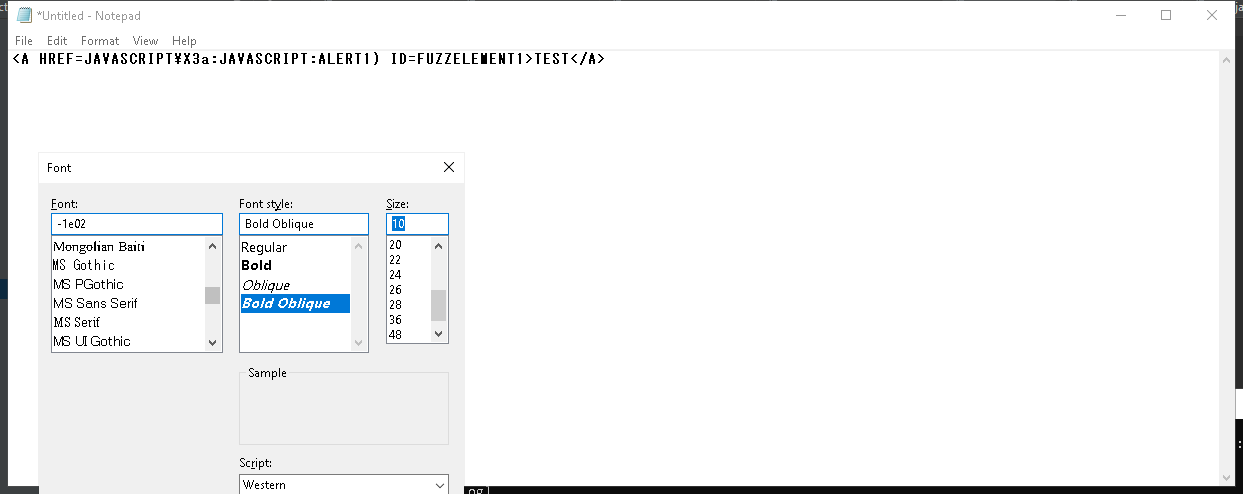 *Untitled - Notepad
File Edit Format View Help
<A HREF=JAVASCRIPT¥X3a:JAVASCRIPT:ALERT1) ID=FUZZELEMENT1>TEST</A>
Font
Font: Font style: Size:
-1e02 Bold Oblique 10
Mongolian Baiti Regular 20
MS Gothic Bold 22
MS PGothic Oblique 24
MS Sans Serif Bold Oblique 26
MS Serif 28
MS UI Gothic 36
48
Sample
Script:
Western